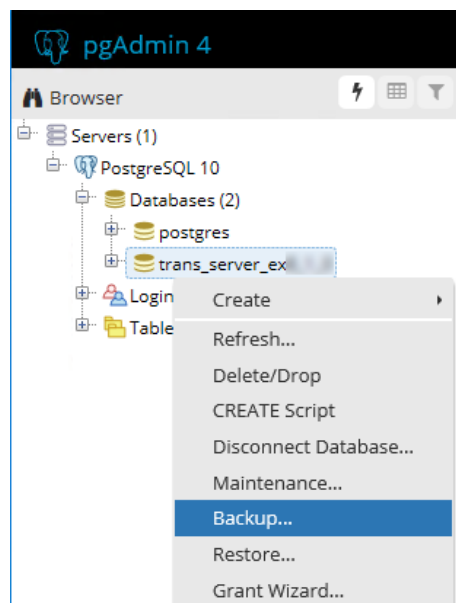 pgAdmin 4
Browser
Servers (1)
PostgreSQL 10
Databases (2)
postgres
trans_server_ex
Login
Table
Create
Refresh...
Delete/Drop
CREATE Script
Disconnect Database...
Maintenance...
Backup...
Restore...
Grant Wizard...